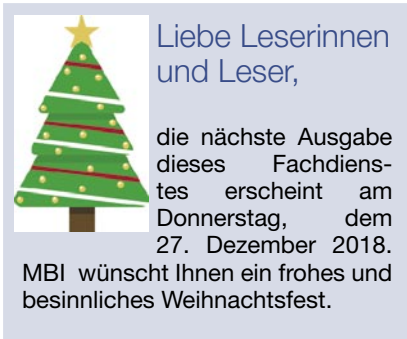 Liebe Leserinnen
und Leser,
die nächste Ausgabe
dieses Fachdiens-
tes erscheint am
Donnerstag, dem
27. Dezember 2018.
MBI wünscht Ihnen ein frohes und
besinnliches Weihnachtsfest.